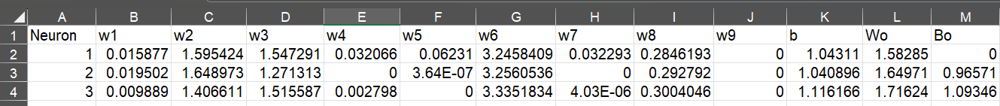 A B C D E F G H I J K L M
1 Neuron w1 w2 w3 w4 w5 w6 w7 w8 w9 b Wo Bo
2 1 0.015877 1.595424 1.547291 0.032066 0.06231 3.2458409 0.032293 0.2846193 0 1.04311 1.58285 0
3 2 0.019502 1.648973 1.271313 0 3.64E-07 3.2560536 0 0.292792 0 1.040896 1.64971 0.96571
4 3 0.009889 1.406611 1.515587 0.002798 0 3.3351834 4.03E-06 0.3004046 0 1.116166 1.71624 1.09346